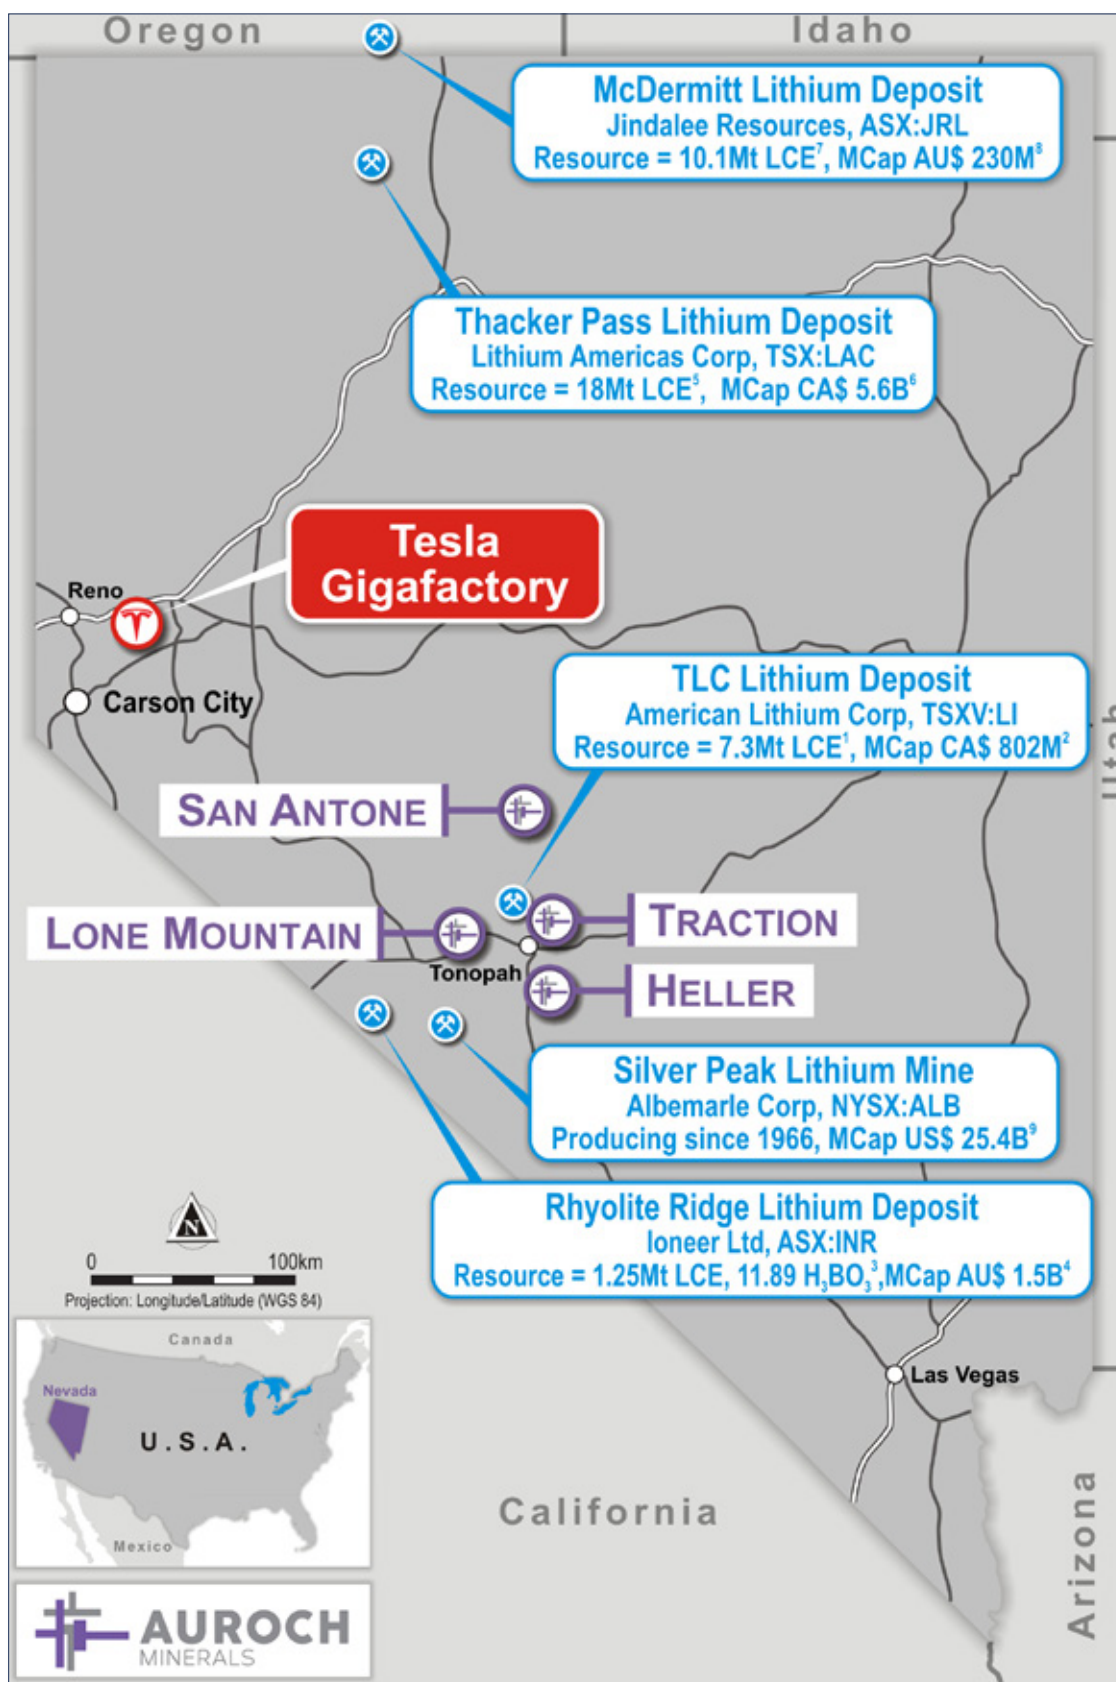 Oregon
Idaho
McDermitt Lithium Deposit
Jindalee Resources, ASX:JRL
Resource = 10.1Mt LCE⁷, MCap AU$ 230M⁸
Thacker Pass Lithium Deposit
Lithium Americas Corp, TSX:LAC
Resource = 18Mt LCE⁵, MCap CA$ 5.6B⁶
Tesla
Gigafactory
Reno
Carson City
TLC Lithium Deposit
American Lithium Corp, TSXV:LI
Resource = 7.3Mt LCE¹, MCap CA$ 802M²
Utah
SAN ANTONE
LONE MOUNTAIN
TRACTION
Tonopah
HELLER
Silver Peak Lithium Mine
Albemarle Corp, NYSX:ALB
Producing since 1966, MCap US$ 25.4B⁹
Rhyolite Ridge Lithium Deposit
Ioneer Ltd, ASX:INR
Resource = 1.25Mt LCE, 11.89 H₃BO₃³,MCap AU$ 1.5B⁴
N
0 100km
Projection: Longitude/Latitude (WGS 84)
Canada
Nevada
U.S.A.
Mexico
Las Vegas
California
Arizona
AUROCH
MINERALS